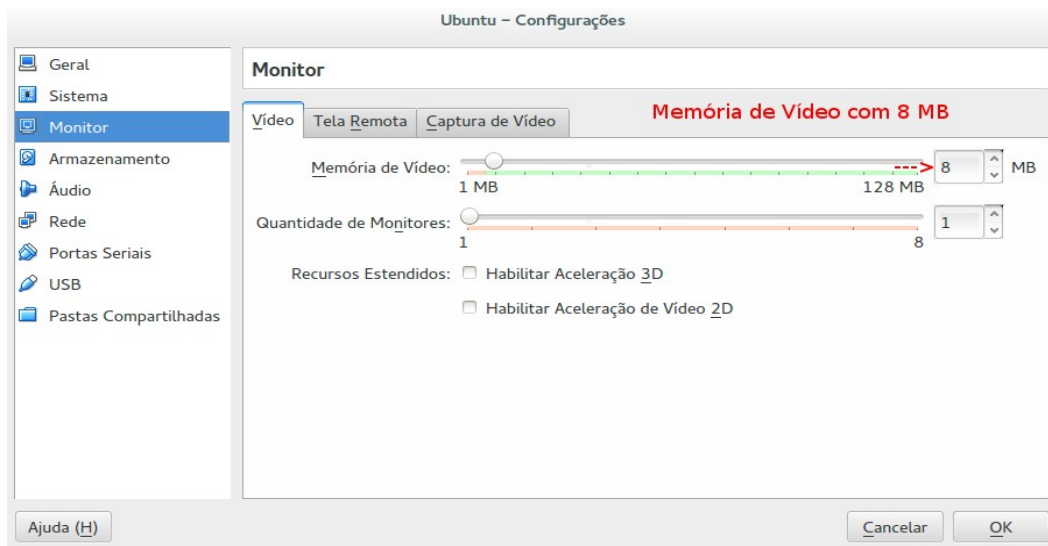 Ubuntu – Configurações
Geral
Sistema
Monitor
Armazenamento
Áudio
Rede
Portas Seriais
USB
Pastas Compartilhadas
Monitor
Vídeo Tela Remota Captura de Vídeo
Memória de Vídeo com 8 MB
Memória de Vídeo: ---> 8 MB
1 MB 128 MB
Quantidade de Monitores: 1
1 8
Recursos Estendidos: Habilitar Aceleração 3D
Habilitar Aceleração de Vídeo 2D
Ajuda (H) Cancelar OK